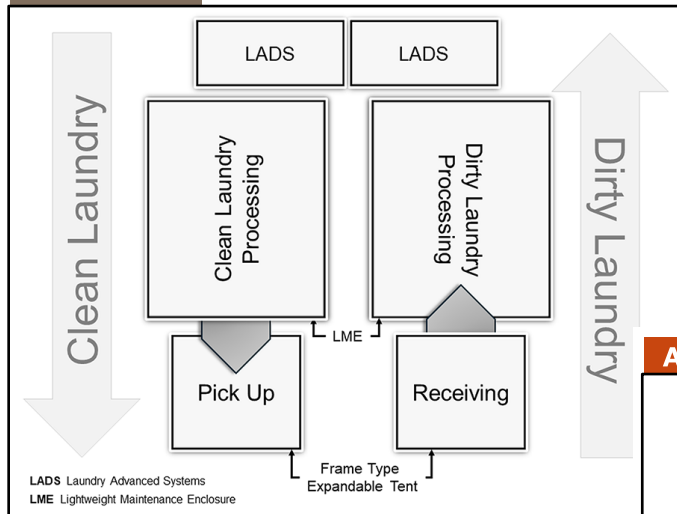 LADS
LADS
Clean Laundry
Clean Laundry
Processing
Dirty Laundry
Processing
Dirty Laundry
LME
Pick Up
Receiving
Frame Type
Expandable Tent
LADS Laundry Advanced Systems
LME Lightweight Maintenance Enclosure
A